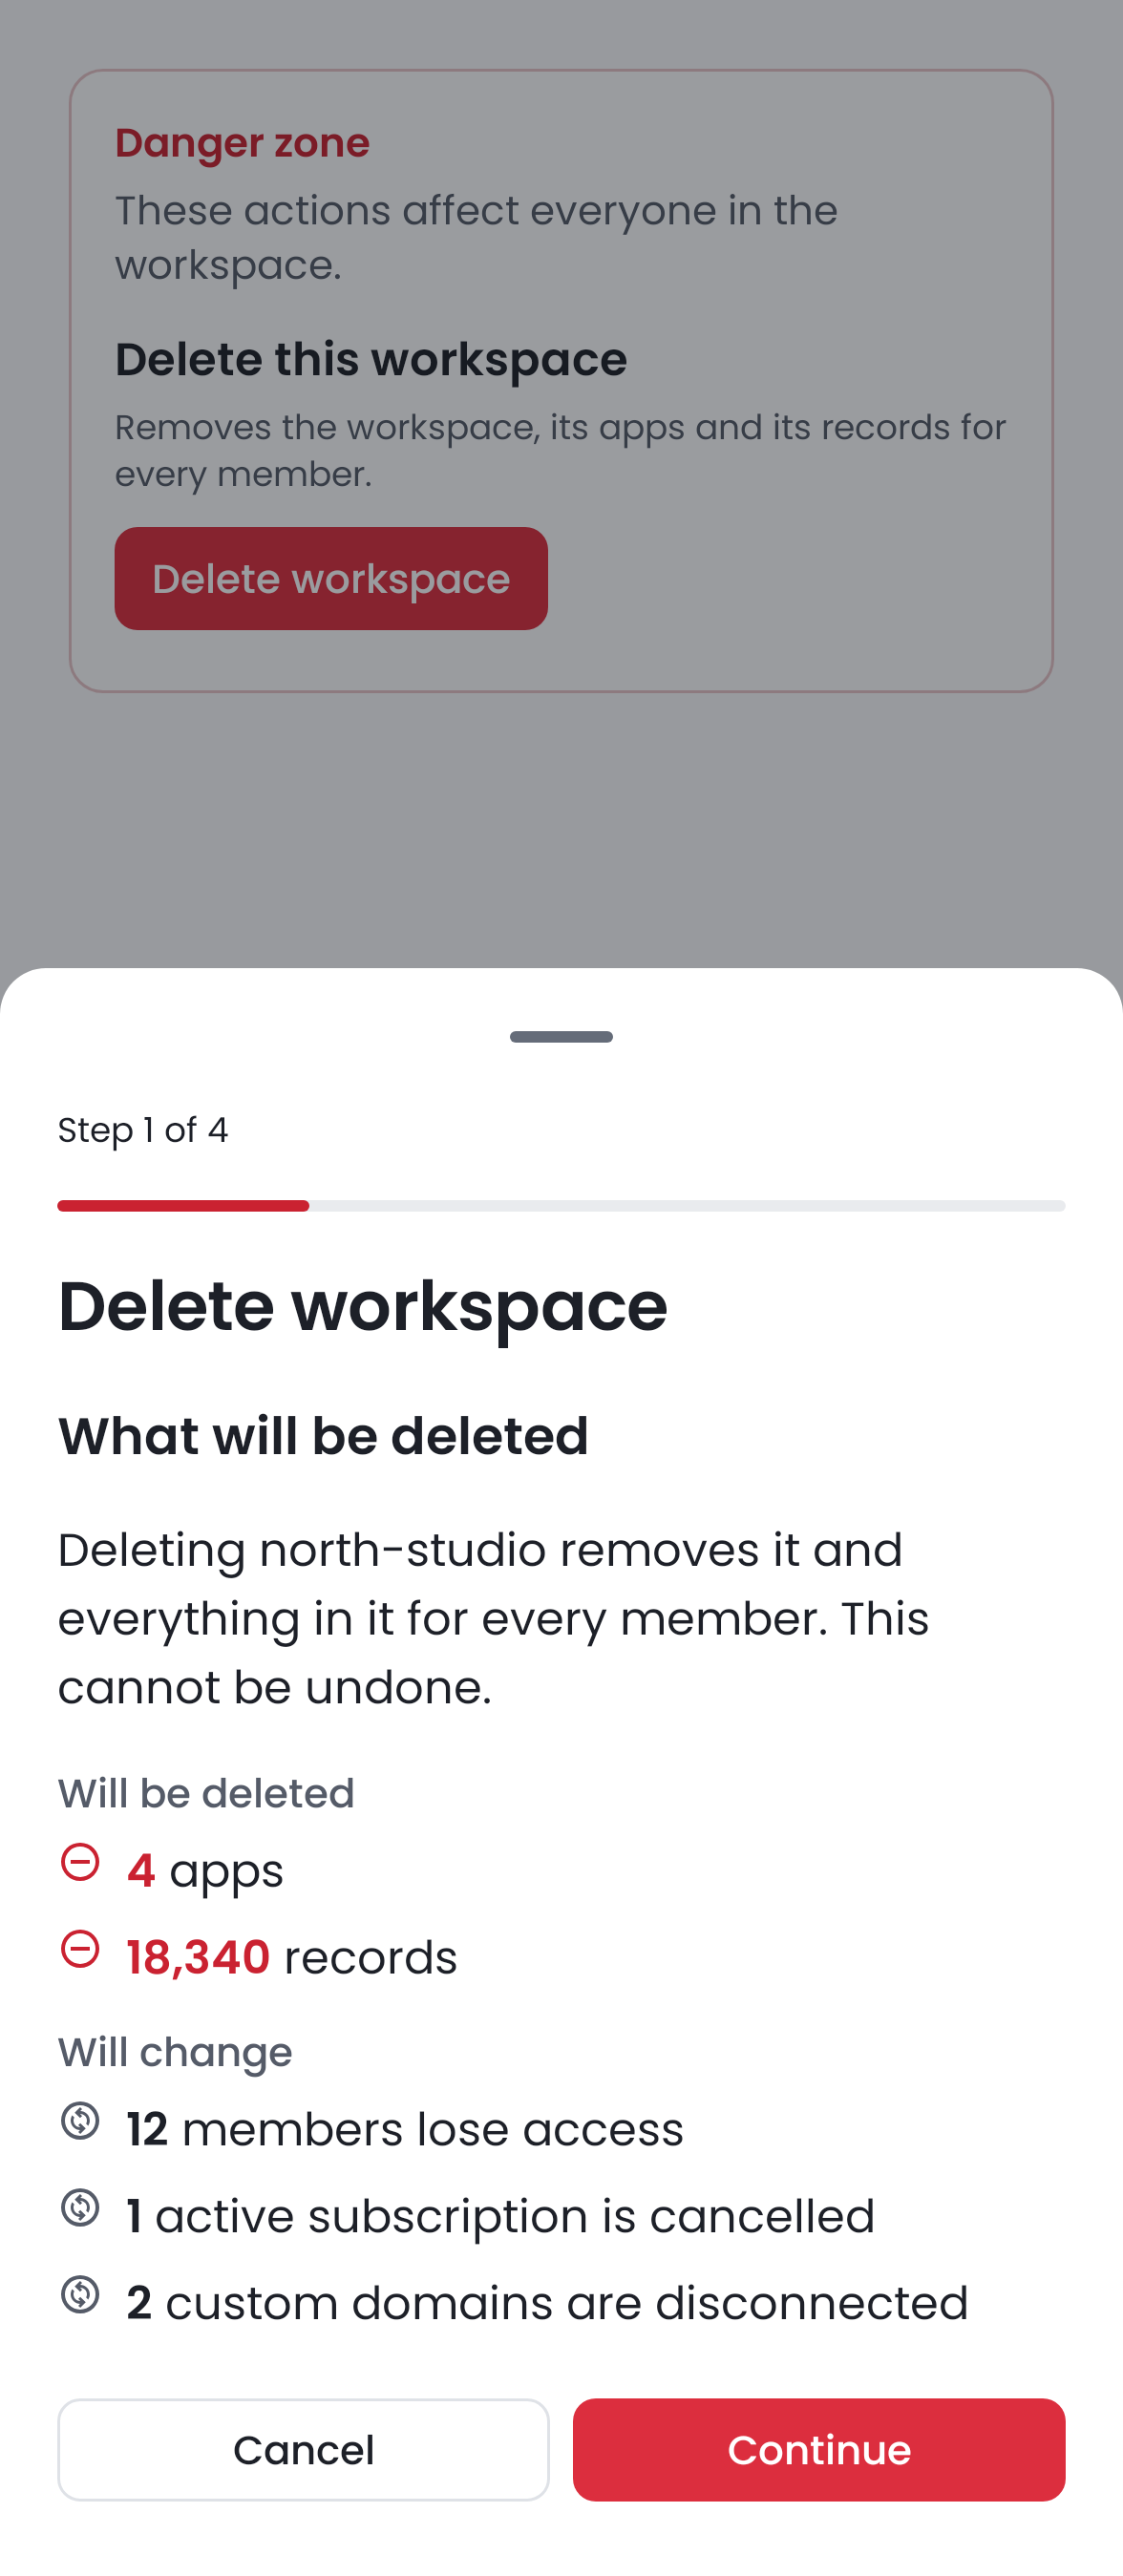 Danger zone
These actions affect everyone in the
workspace.
Delete this workspace
Removes the workspace, its apps and its records for
every member.
Delete workspace
Step 1 of 4
Delete workspace
What will be deleted
Deleting north-studio removes it and
everything in it for every member. This
cannot be undone.
Will be deleted
4 apps
18,340 records
Will change
12 members lose access
1 active subscription is cancelled
2 custom domains are disconnected
Cancel
Continue